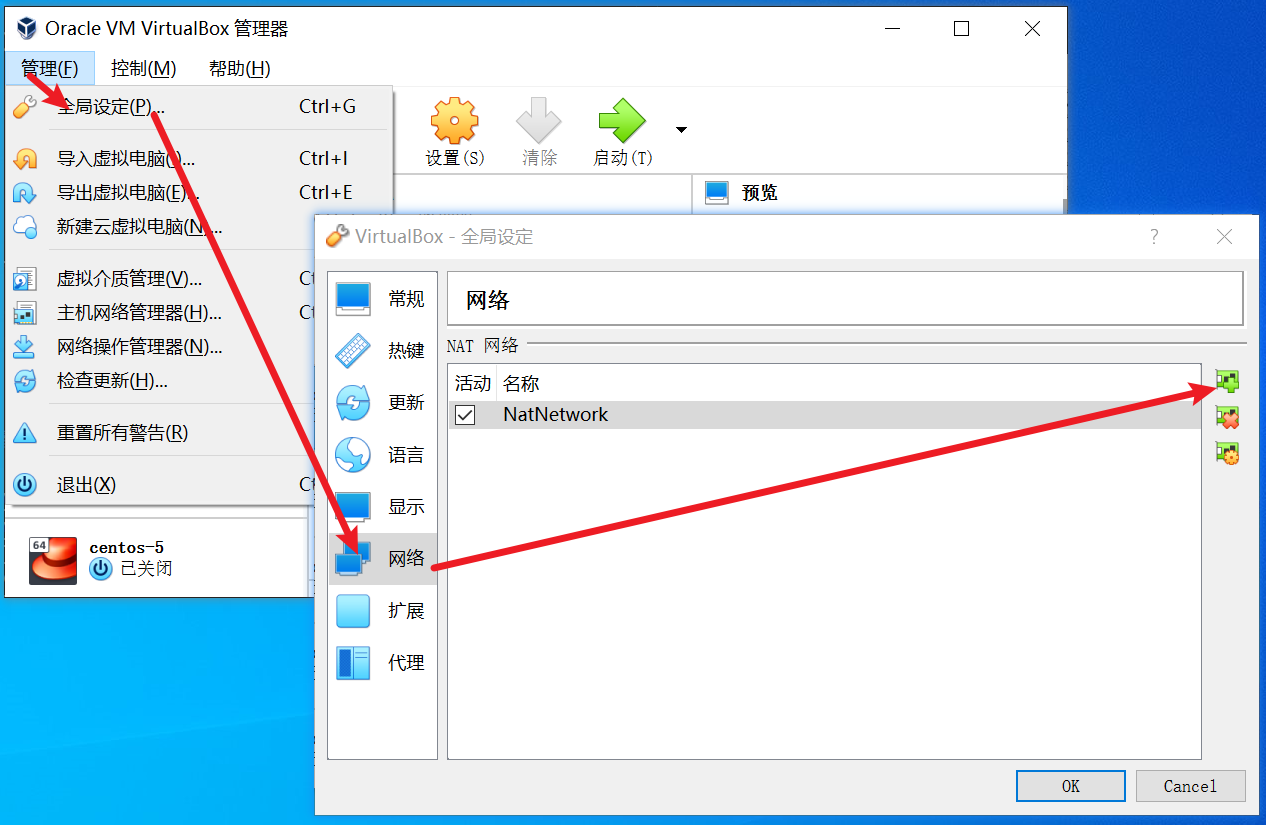 Oracle VM VirtualBox 管理器
管理(F) 控制(M) 帮助(H)
全局设定(P)... Ctrl+G
导入虚拟电脑(I)... Ctrl+I
导出虚拟电脑(E)... Ctrl+E
新建云虚拟电脑(N)...
虚拟介质管理(V)...
主机网络管理器(H)...
网络操作管理器(N)...
检查更新(H)...
重置所有警告(R)
退出(X)
设置(S) 清除 启动(T)
预览
64 centos-5
已关闭
VirtualBox - 全局设定 ?
常规
热键
更新
语言
显示
网络
扩展
代理
网络
NAT 网络
活动 名称
NatNetwork
OK Cancel